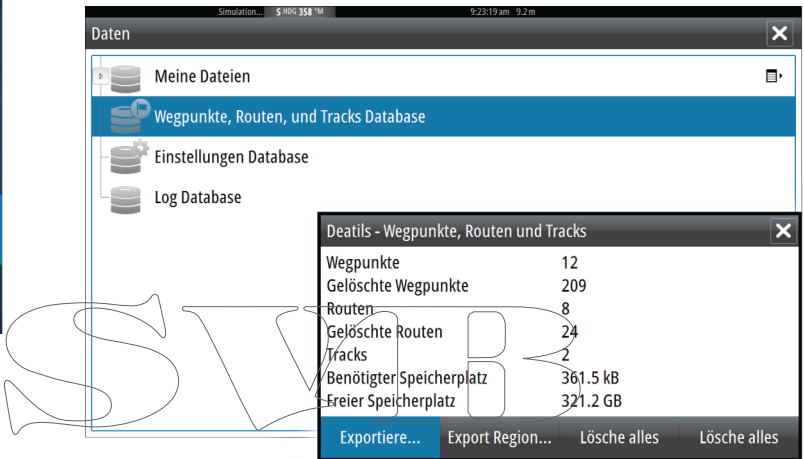 Simulation... S HDG 358 °M 9:23:19 am 9.2 m
Daten
Meine Dateien
Wegpunkte, Routen, und Tracks Database
Einstellungen Database
Log Database
Deatils - Wegpunkte, Routen und Tracks
Wegpunkte 12
Gelöschte Wegpunkte 209
Routen 8
Gelöschte Routen 24
Tracks 2
Benötigter Speicherplatz 361.5 kB
Freier Speicherplatz 321.2 GB
Exportiere... Export Region... Lösche alles Lösche alles
SVB